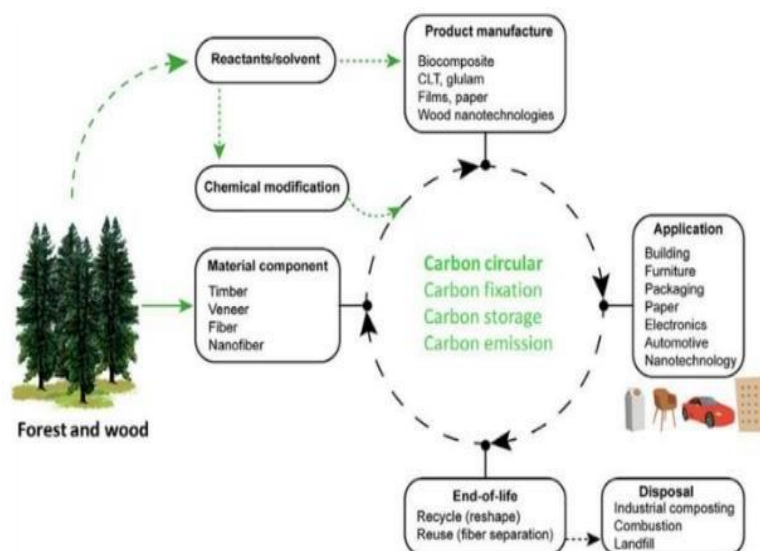 Reactants/solvent
Product manufacture
Biocomposite
CLT, glulam
Films, paper
Wood nanotechnologies
Chemical modification
Material component
Timber
Veneer
Fiber
Nanofiber
Forest and wood
Carbon circular
Carbon fixation
Carbon storage
Carbon emission
Application
Building
Furniture
Packaging
Paper
Electronics
Automotive
Nanotechnology
End-of-life
Recycle (reshape)
Reuse (fiber separation)
Disposal
Industrial composting
Combustion
Landfill